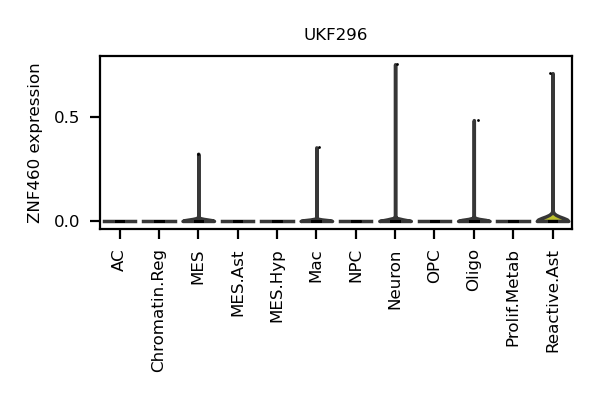 UKF296
ZNF460 expression
0.5
0.0
AC
Chromatin.Reg
MES
MES.Ast
MES.Hyp
Mac
NPC
Neuron
OPC
Oligo
Prolif.Metab
Reactive.Ast